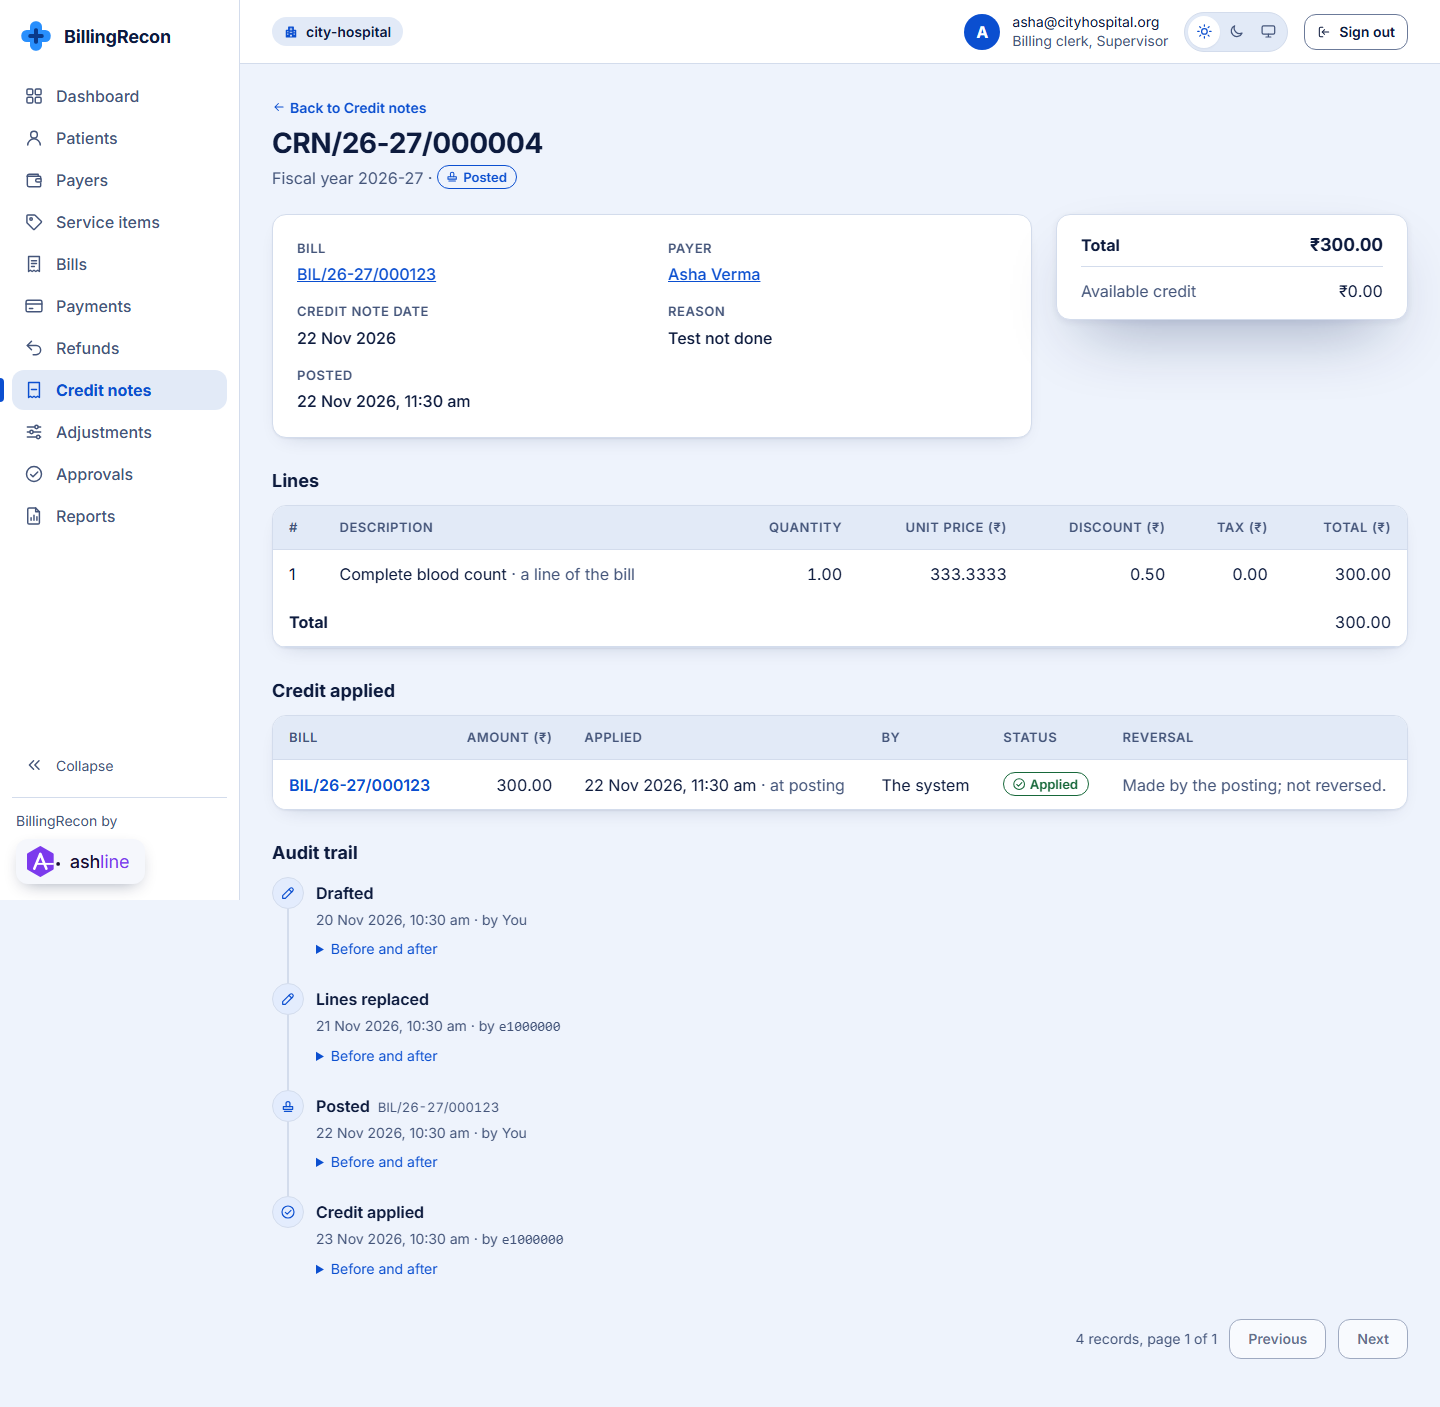 BillingRecon
city-hospital
A
asha@cityhospital.org
Billing clerk, Supervisor
Sign out
Dashboard
Patients
Payers
Service items
Bills
Payments
Refunds
Credit notes
Adjustments
Approvals
Reports
Collapse
BillingRecon by
ashline
Back to Credit notes
CRN/26-27/000004
Fiscal year 2026-27 · Posted
BILL
BIL/26-27/000123
PAYER
Asha Verma
CREDIT NOTE DATE
22 Nov 2026
REASON
Test not done
POSTED
22 Nov 2026, 11:30 am
Total ₹300.00
Available credit ₹0.00
Lines
# DESCRIPTION QUANTITY UNIT PRICE (₹) DISCOUNT (₹) TAX (₹) TOTAL (₹)
1 Complete blood count · a line of the bill 1.00 333.3333 0.50 0.00 300.00
Total 300.00
Credit applied
BILL AMOUNT (₹) APPLIED BY STATUS REVERSAL
BIL/26-27/000123 300.00 22 Nov 2026, 11:30 am · at posting The system Applied Made by the posting; not reversed.
Audit trail
Drafted
20 Nov 2026, 10:30 am · by You
Before and after
Lines replaced
21 Nov 2026, 10:30 am · by e1000000
Before and after
Posted BIL/26-27/000123
22 Nov 2026, 10:30 am · by You
Before and after
Credit applied
23 Nov 2026, 10:30 am · by e1000000
Before and after
4 records, page 1 of 1 Previous Next